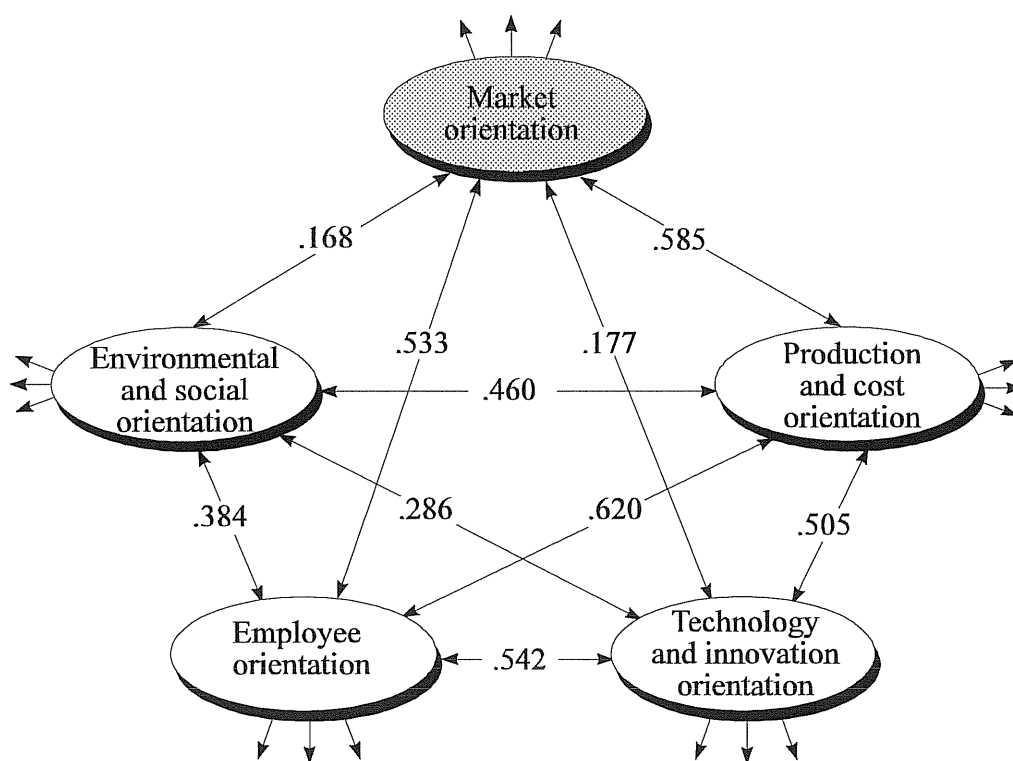 Market
orientation
.168
.585
Environmental
and social
orientation
.533
.177
.460
Production
and cost
orientation
.384
.286
.620
.505
Employee
orientation
.542
Technology
and innovation
orientation